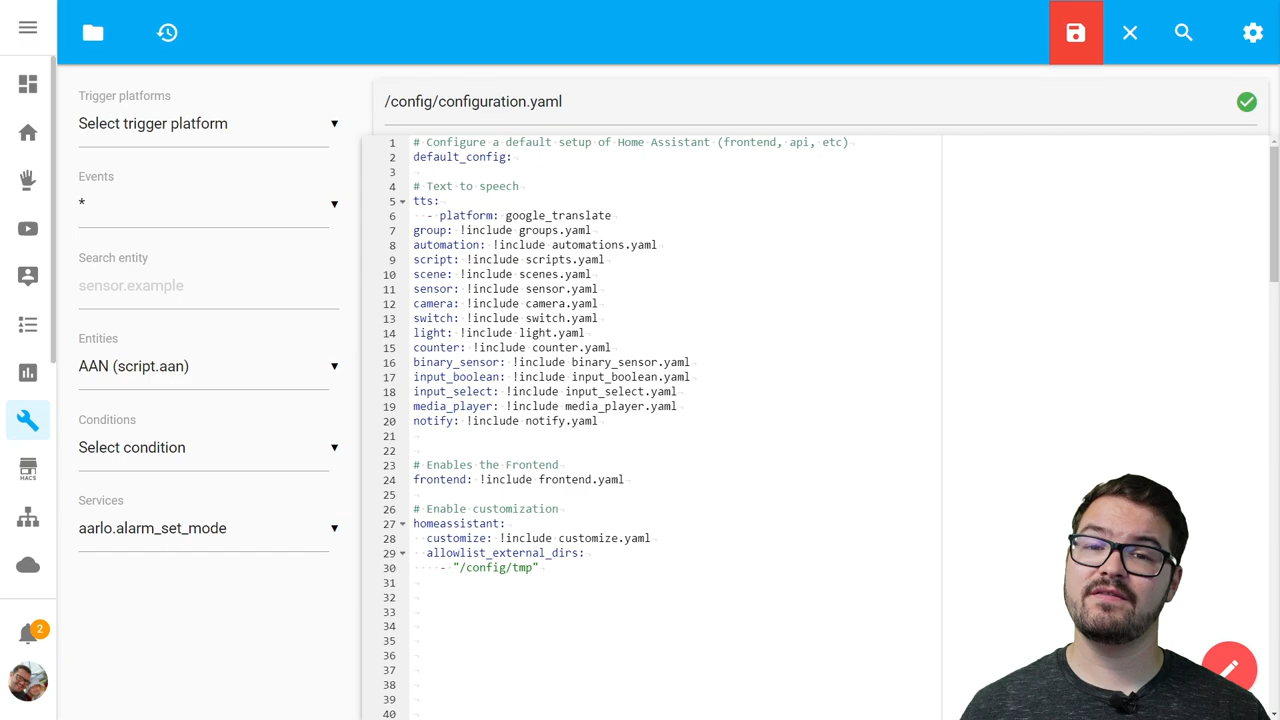 Trigger platforms
Select trigger platform
Events
*
Search entity
sensor.example
Entities
AAN (script.aan)
Conditions
Select condition
Services
aarlo.alarm_set_mode
HACS
2
/config/configuration.yaml
1 # Configure a default setup of Home Assistant (frontend, api, etc)
2 default_config:
3
4 # Text to speech
5 tts:
6   - platform: google_translate
7 group: !include groups.yaml
8 automation: !include automations.yaml
9 script: !include scripts.yaml
10 scene: !include scenes.yaml
11 sensor: !include sensor.yaml
12 camera: !include camera.yaml
13 switch: !include switch.yaml
14 light: !include light.yaml
15 counter: !include counter.yaml
16 binary_sensor: !include binary_sensor.yaml
17 input_boolean: !include input_boolean.yaml
18 input_select: !include input_select.yaml
19 media_player: !include media_player.yaml
20 notify: !include notify.yaml
21
22
23 # Enables the Frontend
24 frontend: !include frontend.yaml
25
26 # Enable customization
27 homeassistant:
28   customize: !include customize.yaml
29   allowlist_external_dirs:
30     - "/config/tmp"
31
32
33
34
35
36
37
38
39
40